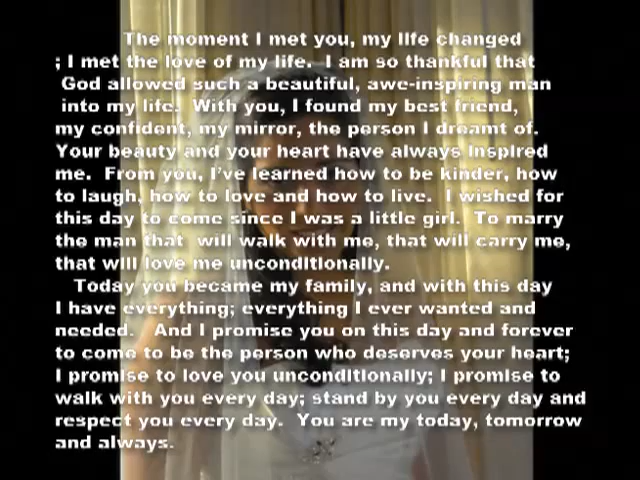 The moment I met you, my life changed
; I met the love of my life. I am so thankful that
God allowed such a beautiful, awe-inspiring man
into my life. With you, I found my best friend,
my confident, my mirror, the person I dreamt of.
Your beauty and your heart have always inspired
me. From you, I've learned how to be kinder, how
to laugh, how to love and how to live. I wished for
this day to come since I was a little girl. To marry
the man that will walk with me, that will carry me,
that will love me unconditionally.
Today you became my family, and with this day
I have everything; everything I ever wanted and
needed. And I promise you on this day and forever
to come to be the person who deserves your heart;
I promise to love you unconditionally; I promise to
walk with you every day; stand by you every day and
respect you every day. You are my today, tomorrow
and always.